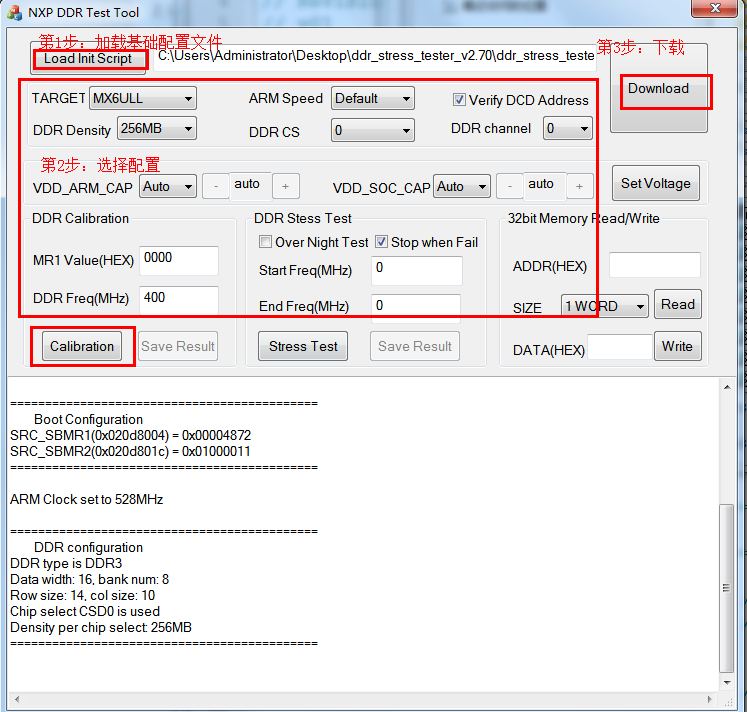 NXP DDR Test Tool
第1步：加载基础配置文件
Load Init Script
C:\Users\Administrator\Desktop\ddr_stress_tester_v2.70\ddr_stress_teste
第3步：下载
Download
TARGET MX6ULL ARM Speed Default Verify DCD Address
DDR Density 256MB DDR CS 0 DDR channel 0
第2步：选择配置
VDD_ARM_CAP Auto - auto + VDD_SOC_CAP Auto - auto + Set Voltage
DDR Calibration DDR Stess Test 32bit Memory Read/Write
Over Night Test Stop when Fail
MR1 Value(HEX) 0000 Start Freq(MHz) 0 ADDR(HEX)
DDR Freq(MHz) 400 End Freq(MHz) 0 SIZE 1 WORD Read
Calibration Save Result Stress Test Save Result DATA(HEX) Write
==========================================
Boot Configuration
SRC_SBMR1(0x020d8004) = 0x00004872
SRC_SBMR2(0x020d801c) = 0x01000011
==========================================
ARM Clock set to 528MHz
==========================================
DDR configuration
DDR type is DDR3
Data width: 16, bank num: 8
Row size: 14, col size: 10
Chip select CSD0 is used
Density per chip select: 256MB
==========================================